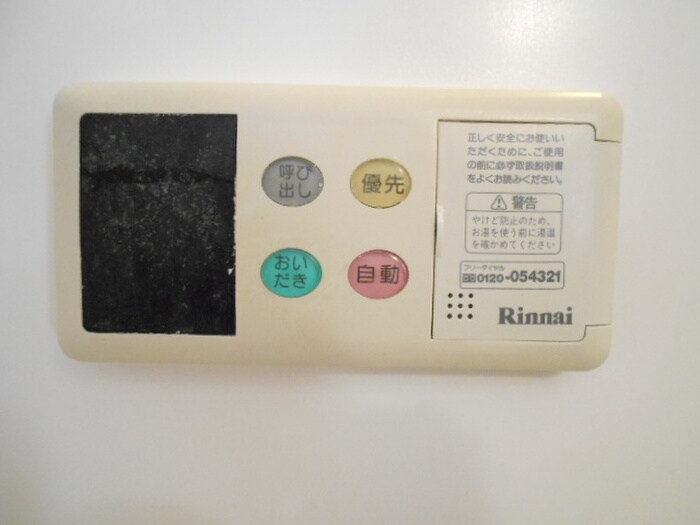 呼び
出し
優先
おい
だき
自動
正しく安全にお使いい
ただくために、ご使用
の前に必ず取扱説明書
をよくお読みください。
警告
やけど防止のため、
お湯を使う前に湯温
を確かめてください
フリーダイヤル
0120-054321
Rinnai